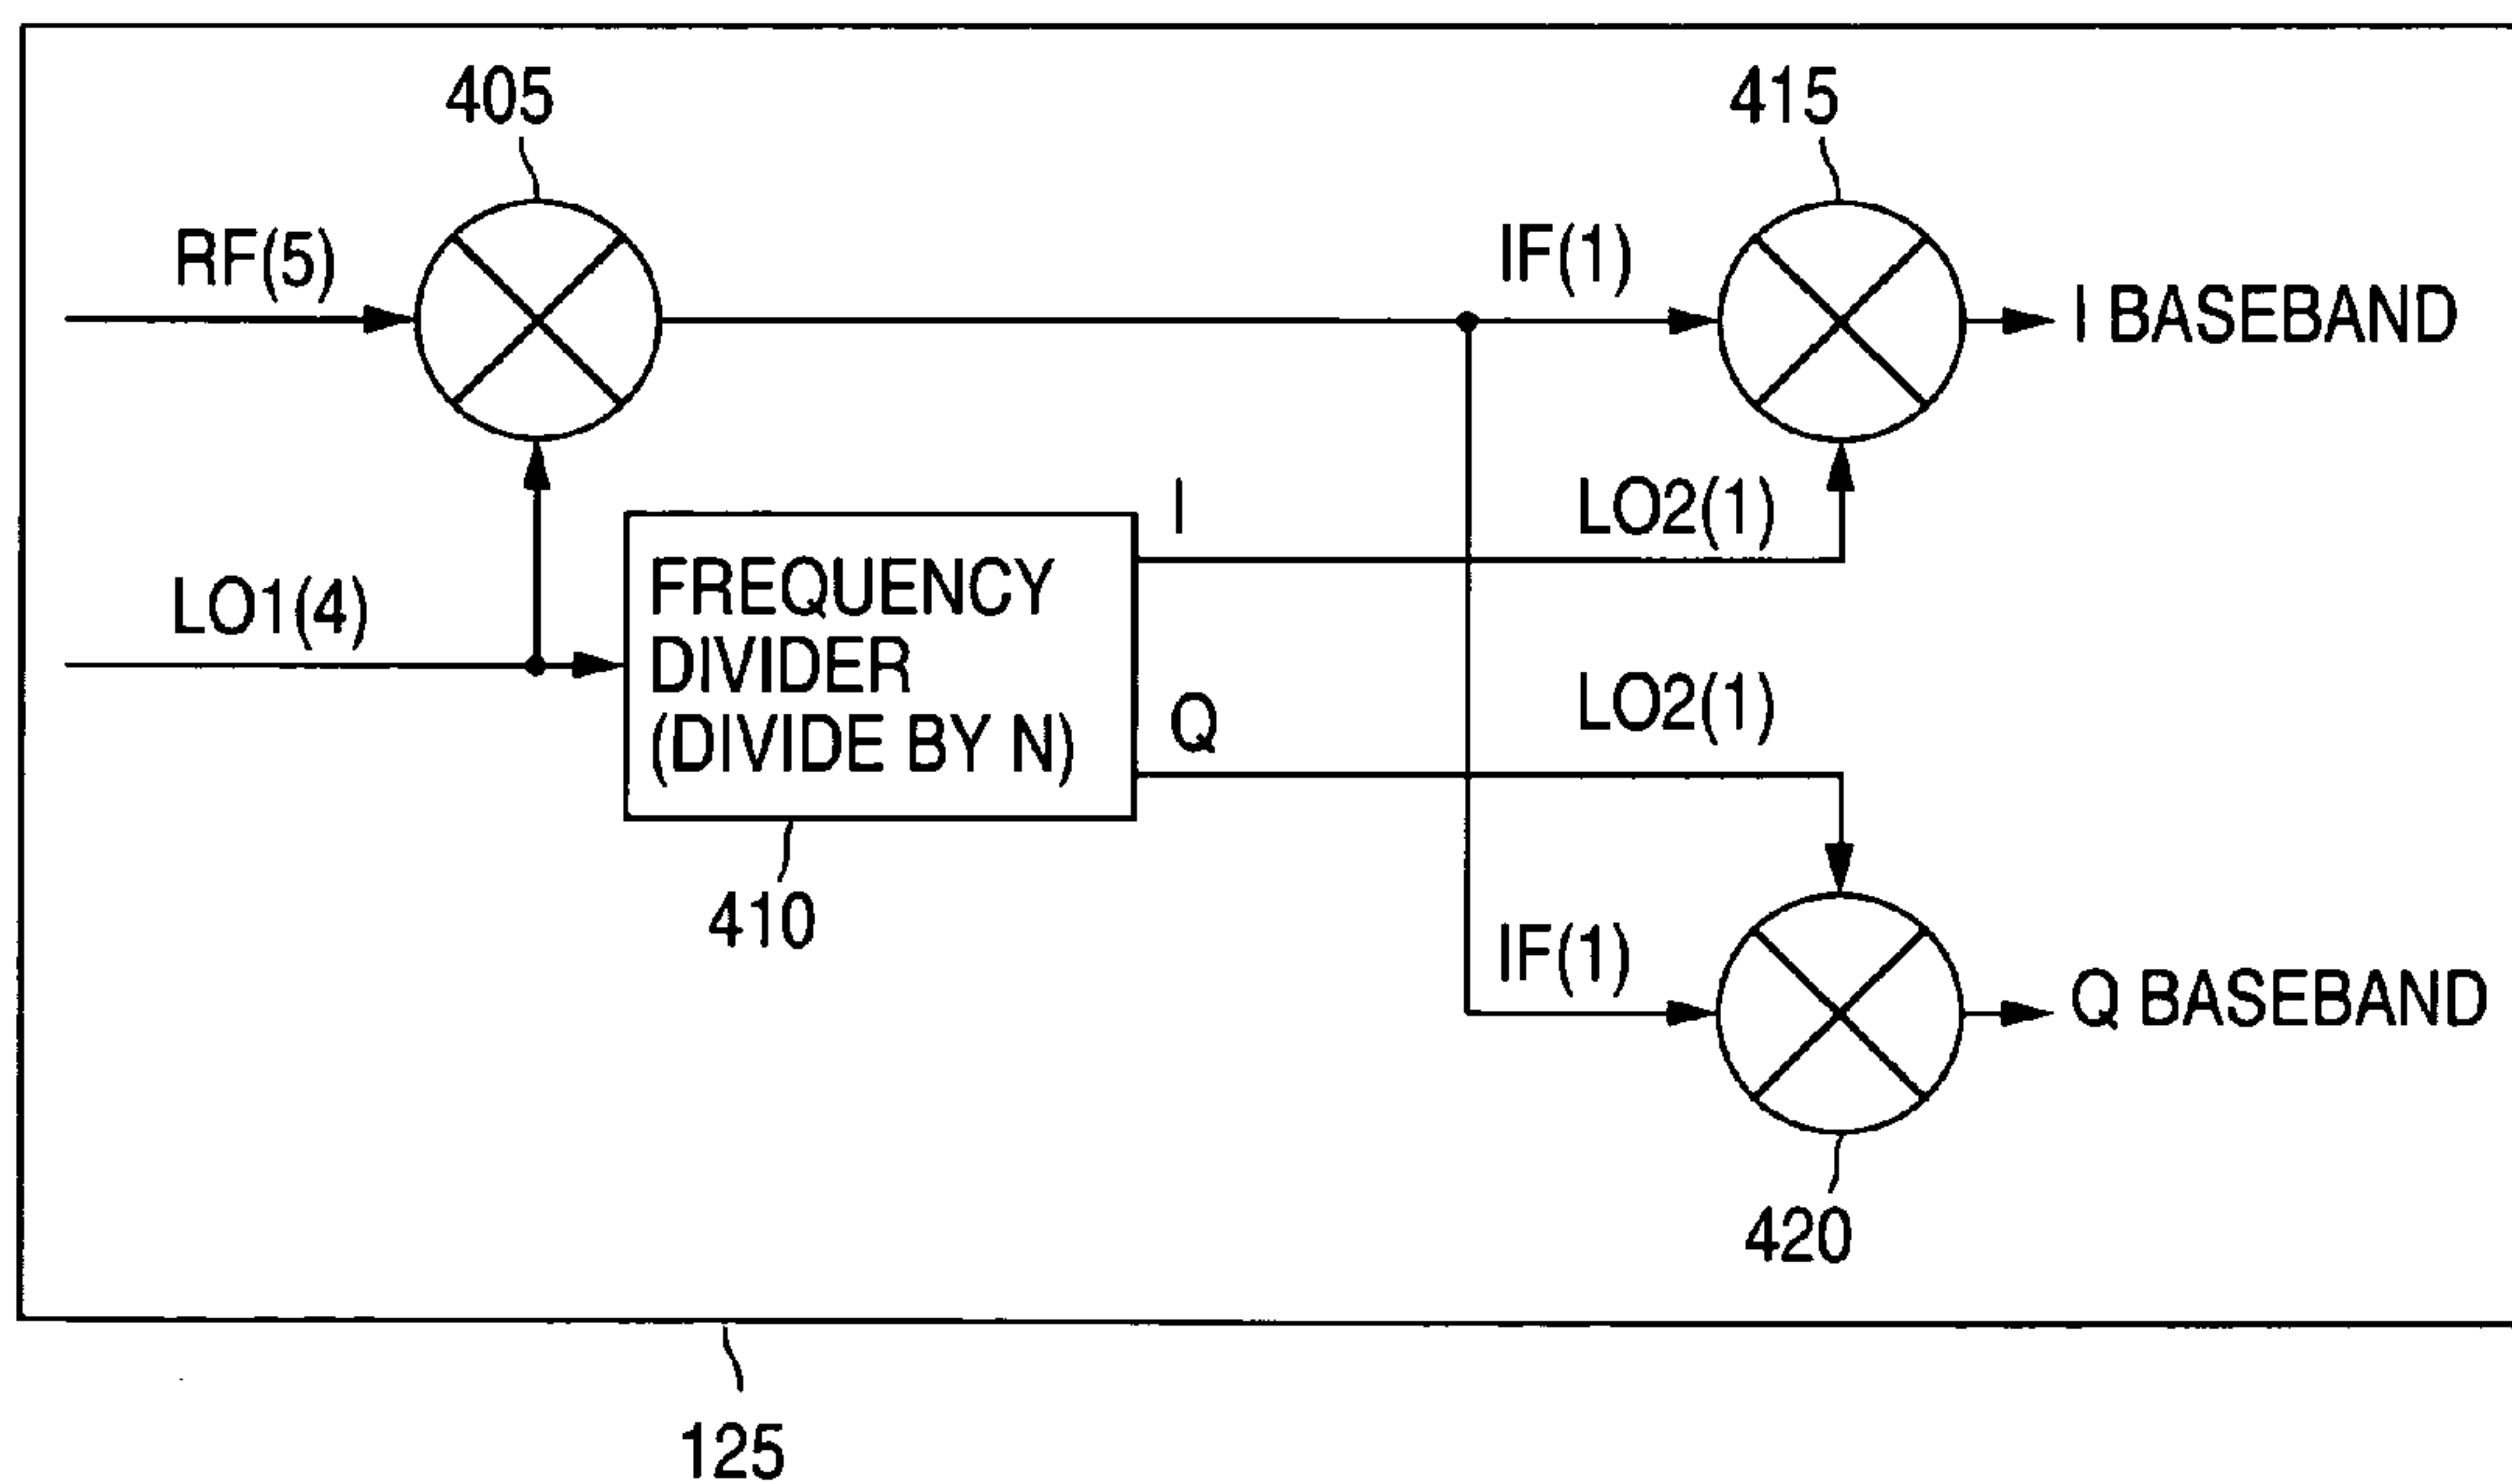 405
415
RF(5)
IF(1)
I BASEBAND
I
LO2(1)
LO1(4)
FREQUENCY
DIVIDER
(DIVIDE BY N)
Q
LO2(1)
410
IF(1)
Q BASEBAND
420
125